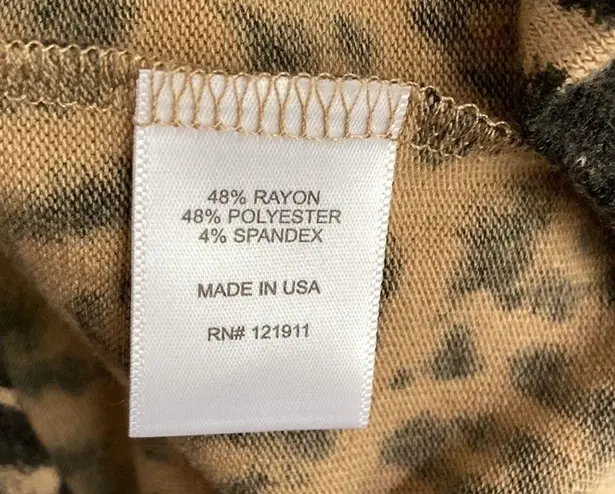 48% RAYON
48% POLYESTER
4% SPANDEX
MADE IN USA
RN# 121911